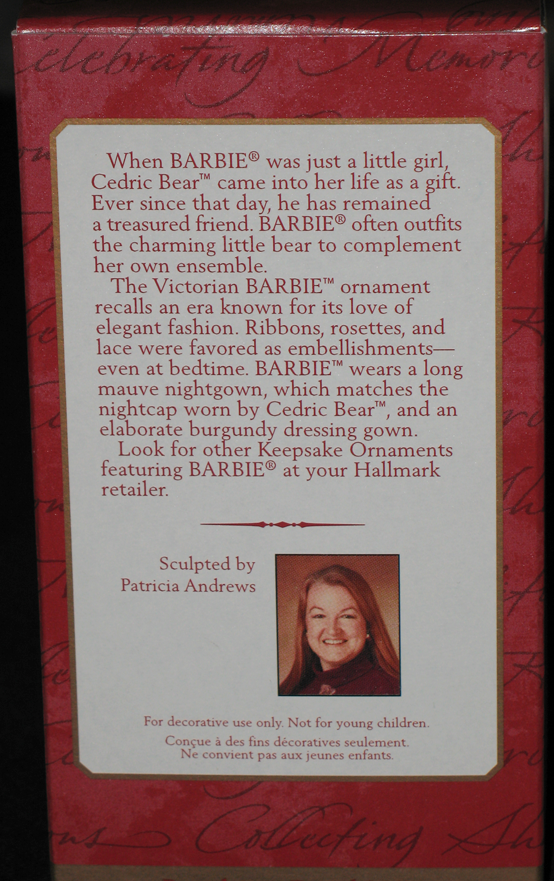 Celebrating Memori
When BARBIE® was just a little girl,
Cedric Bear™ came into her life as a gift.
Ever since that day, he has remained
a treasured friend. BARBIE® often outfits
the charming little bear to complement
her own ensemble.
The Victorian BARBIE™ ornament
recalls an era known for its love of
elegant fashion. Ribbons, rosettes, and
lace were favored as embellishments—
even at bedtime. BARBIE™ wears a long
mauve nightgown, which matches the
nightcap worn by Cedric Bear™, and an
elaborate burgundy dressing gown.
Look for other Keepsake Ornaments
featuring BARBIE® at your Hallmark
retailer.
Sculpted by
Patricia Andrews
For decorative use only. Not for young children.
Conçue à des fins décoratives seulement.
Ne convient pas aux jeunes enfants.
ons Collecting Sh